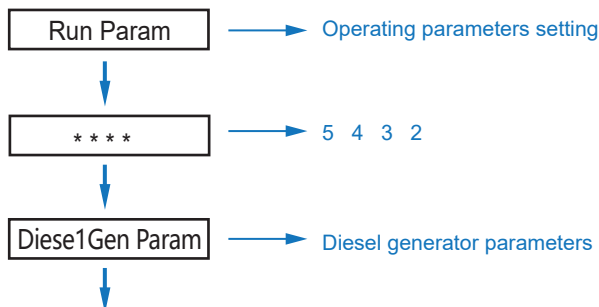 Run Param
Operating parameters setting
* * * *
5 4 3 2
Diese1Gen Param
Diesel generator parameters